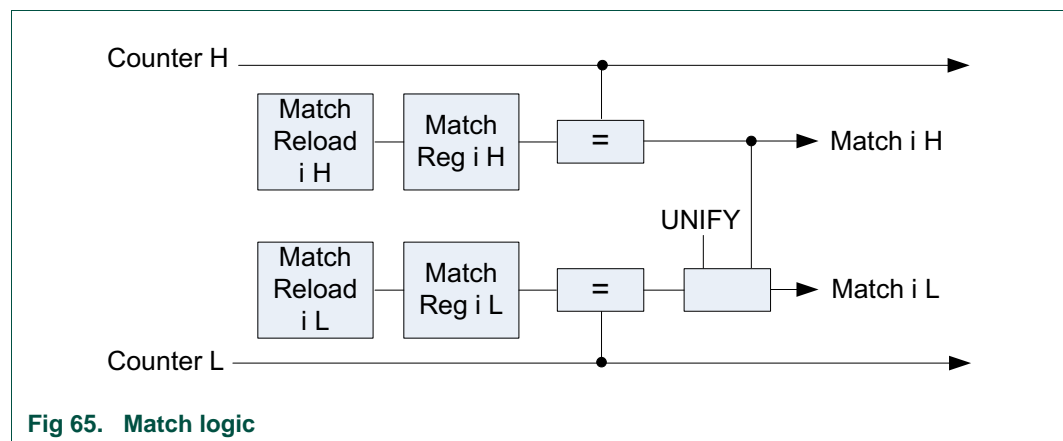 Counter H
Match
Reload
i H
Match
Reg i H
=
Match i H
UNIFY
Match
Reload
i L
Match
Reg i L
=
Match i L
Counter L
Fig 65. Match logic